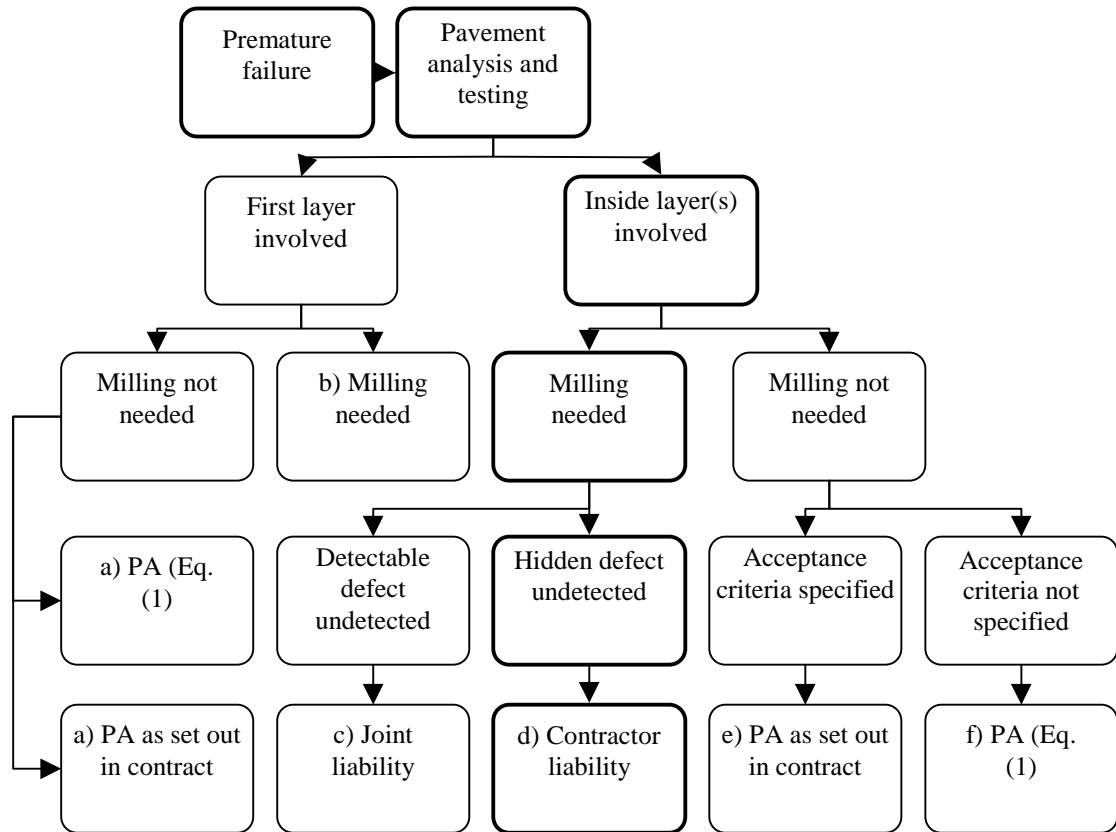 Premature
failure
Pavement
analysis and
testing
First layer
involved
Inside layer(s)
involved
Milling not
needed
b) Milling
needed
Milling
needed
Milling not
needed
a) PA (Eq.
(1)
Detectable
defect
undetected
Hidden defect
undetected
Acceptance
criteria specified
Acceptance
criteria not
specified
a) PA as set out
in contract
c) Joint
liability
d) Contractor
liability
e) PA as set out
in contract
f) PA (Eq.
(1)